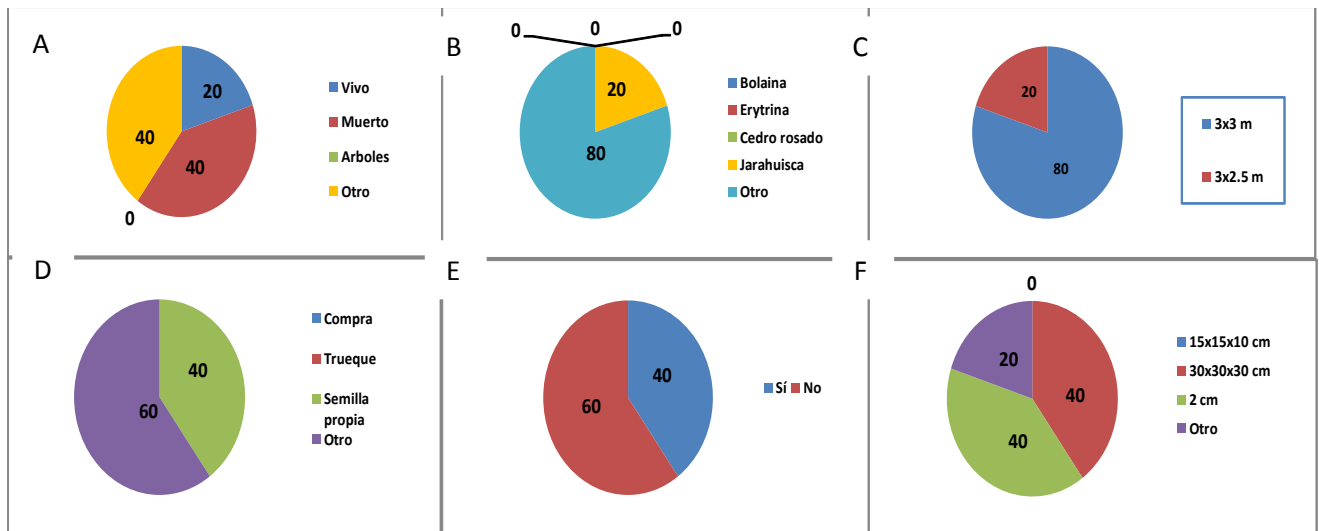 A
20
40
40
0
Vivo
Muerto
Arboles
Otro
B
0 0 0
20
80
Bolaina
Erytrina
Cedro rosado
Jarahuisca
Otro
C
20
80
3x3 m
3x2.5 m
D
40
60
Compra
Trueque
Semilla
propia
Otro
E
40
60
Sí No
F
0
20
40
40
15x15x10 cm
30x30x30 cm
2 cm
Otro